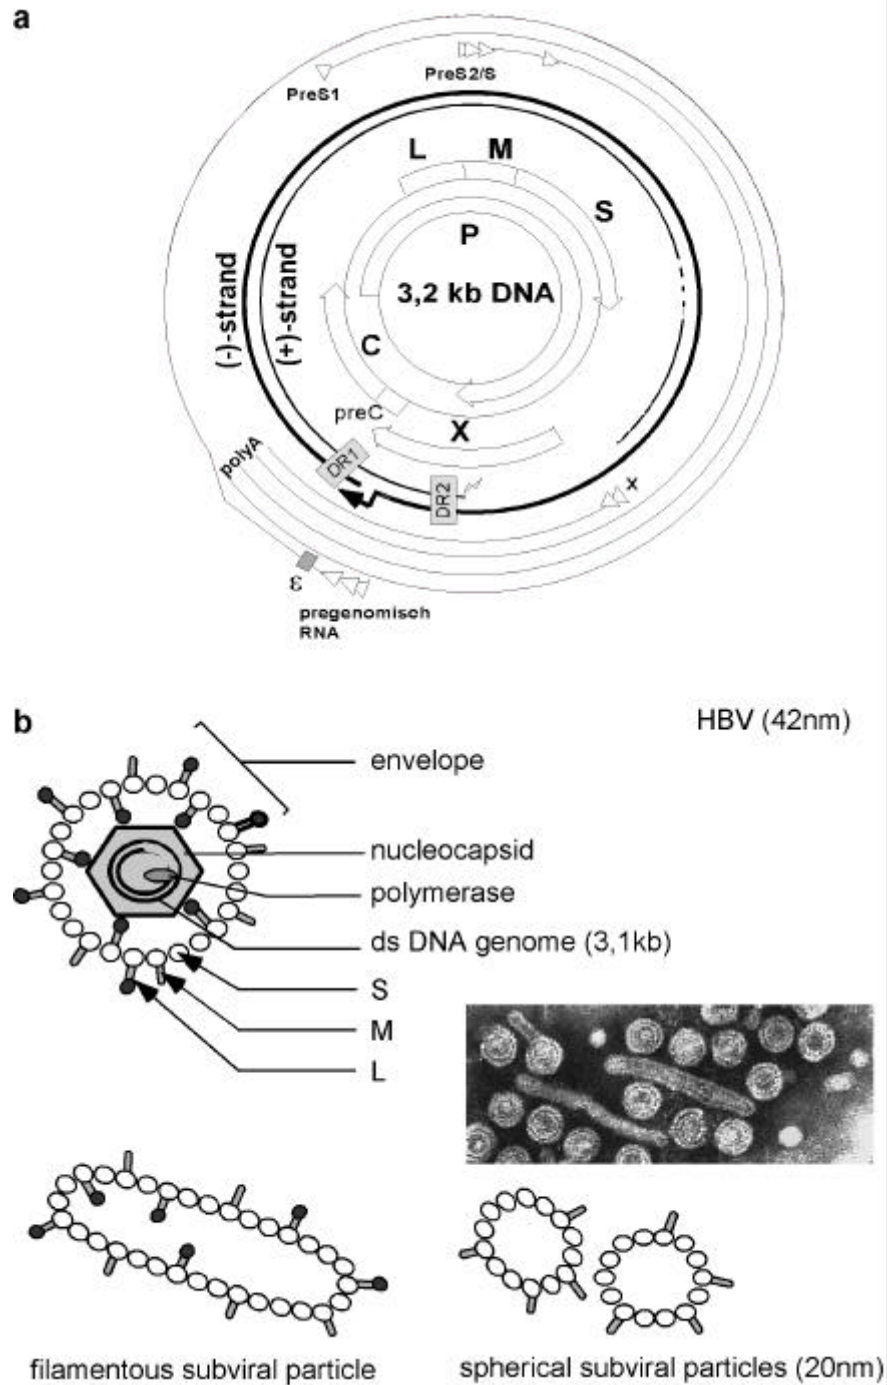 a
PreS1
PreS2/S
L
M
S
P
3,2 kb DNA
(-)-strand
(+)-strand
C
preC
X
polyA
DR1
DR2
x
ε
pregenomisch
RNA
b
HBV (42nm)
envelope
nucleocapsid
polymerase
ds DNA genome (3,1kb)
S
M
L
filamentous subviral particle
spherical subviral particles (20nm)